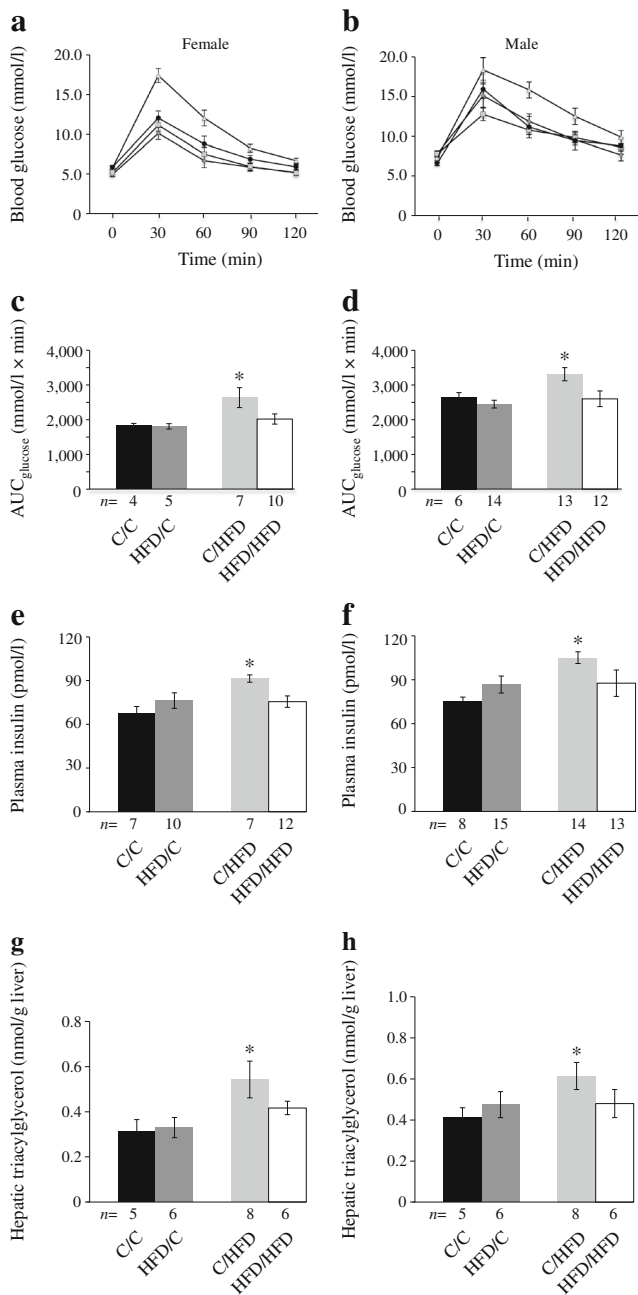 a
Female
Blood glucose (mmol/l)
20.0
15.0
10.0
5.0
0
0 30 60 90 120
Time (min)
b
Male
Blood glucose (mmol/l)
20.0
15.0
10.0
5.0
0
0 30 60 90 120
Time (min)
c
AUCglucose (mmol/l × min)
4,000
3,000
2,000
1,000
0
*
n= 4 5 7 10
C/C HFD/C C/HFD HFD/HFD
d
AUCglucose (mmol/l × min)
4,000
3,000
2,000
1,000
0
*
n= 6 14 13 12
C/C HFD/C C/HFD HFD/HFD
e
Plasma insulin (pmol/l)
120
90
60
30
0
*
n= 7 10 7 12
C/C HFD/C C/HFD HFD/HFD
f
Plasma insulin (pmol/l)
120
90
60
30
0
*
n= 8 15 14 13
C/C HFD/C C/HFD HFD/HFD
g
Hepatic triacylglycerol (nmol/g liver)
0.8
0.6
0.4
0.2
0
*
n= 5 6 8 6
C/C HFD/C C/HFD HFD/HFD
h
Hepatic triacylglycerol (nmol/g liver)
1.0
0.8
0.6
0.4
0.2
0
*
n= 5 6 8 6
C/C HFD/C C/HFD HFD/HFD